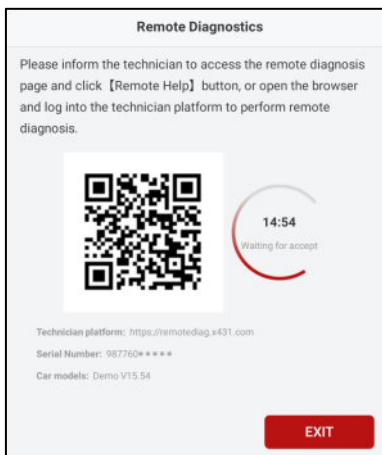 Remote Diagnostics
Please inform the technician to access the remote diagnosis
page and click【Remote Help】button, or open the browser
and log into the technician platform to perform remote
diagnosis.
14:54
Waiting for accept
Technician platform: https://remotediag.x431.com
Serial Number: 987760*****
Car models: Demo V15.54
EXIT